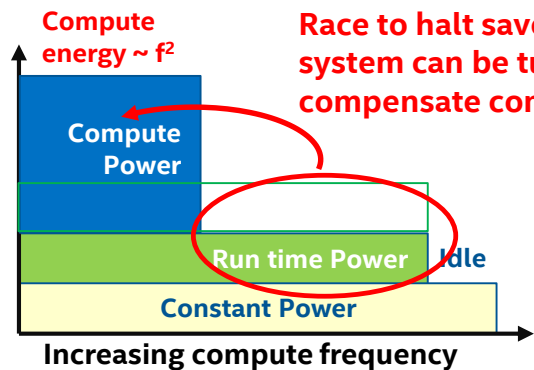 Compute
energy ~ f²
Race to halt save
system can be tu
compensate con
Compute
Power
Run time Power
Idle
Constant Power
Increasing compute frequency